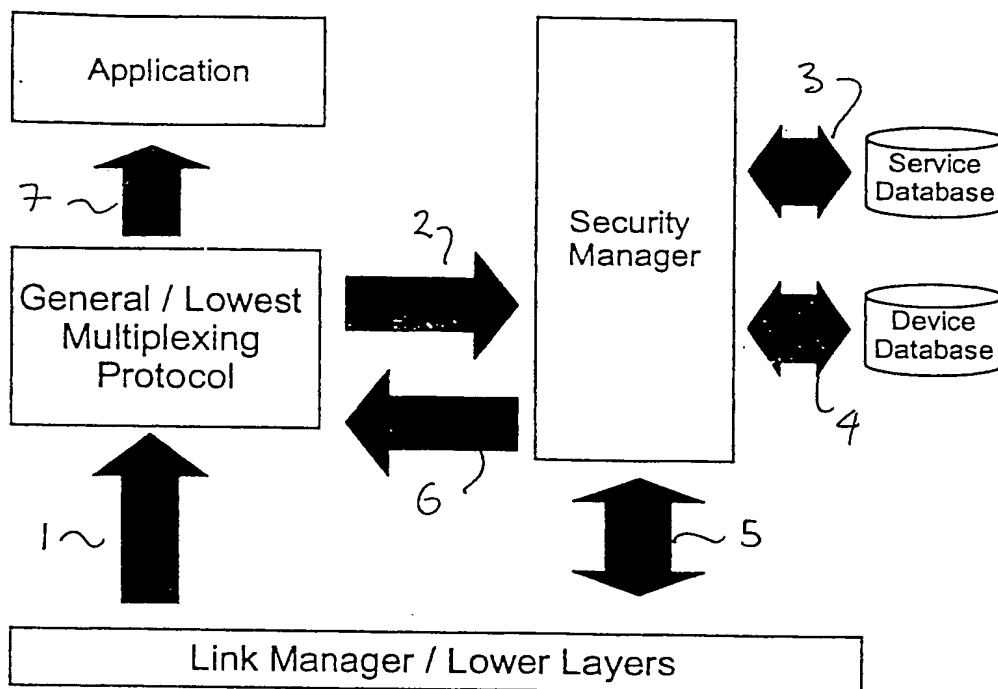 Application
3
Service
Database
7
2
Security
Manager
General / Lowest
Multiplexing
Protocol
Device
Database
4
6
1
5
Link Manager / Lower Layers